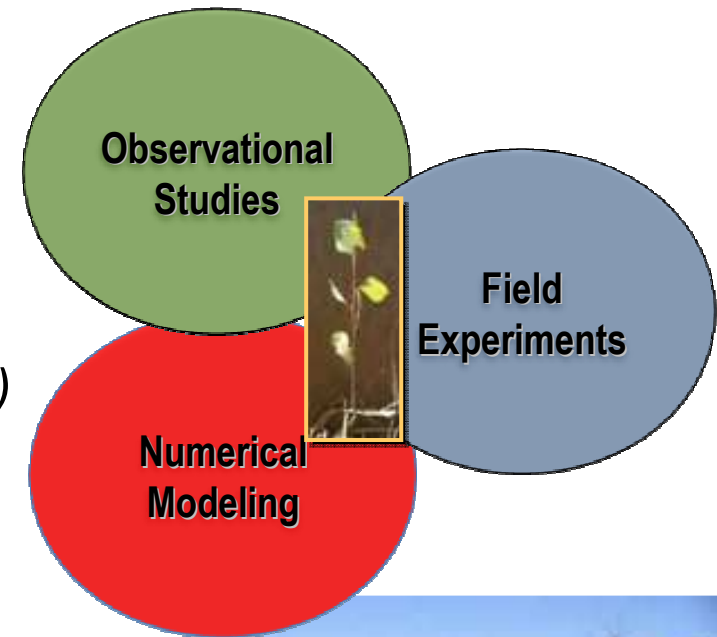 Observational
Studies
Field
Experiments
)
Numerical
Modeling